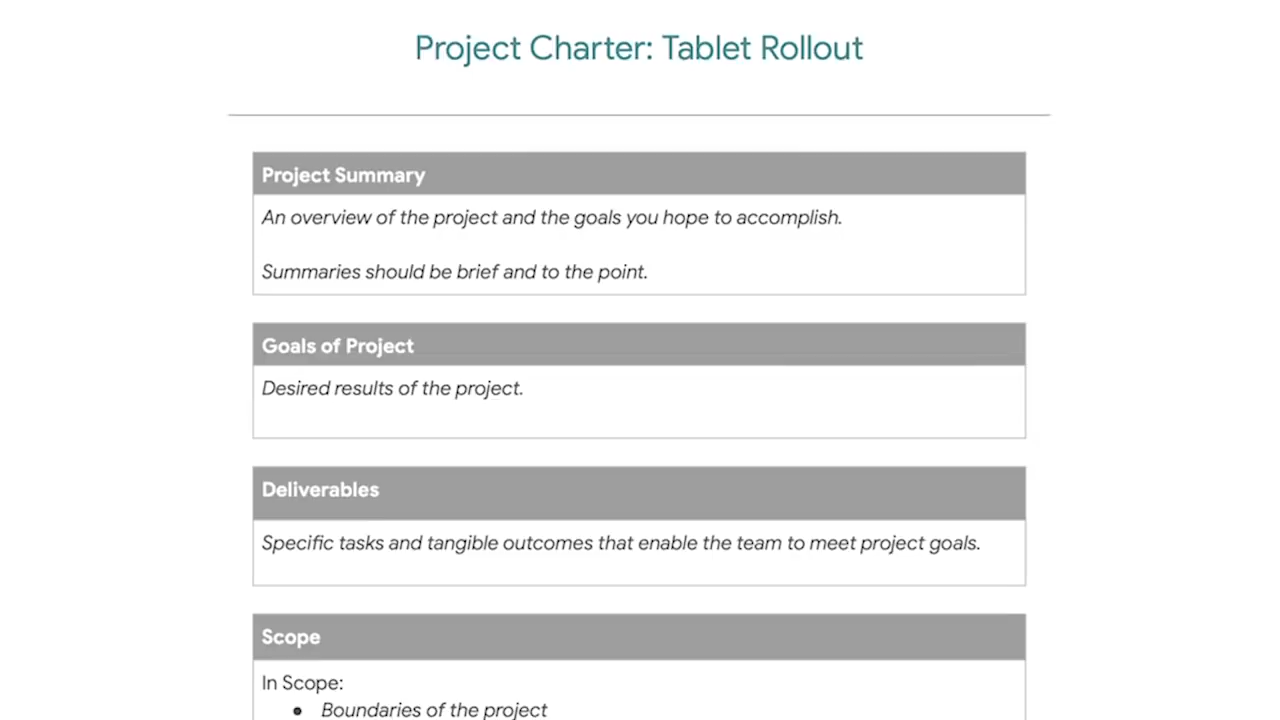 Project Charter: Tablet Rollout
Project Summary
An overview of the project and the goals you hope to accomplish.
Summaries should be brief and to the point.
Goals of Project
Desired results of the project.
Deliverables
Specific tasks and tangible outcomes that enable the team to meet project goals.
Scope
In Scope:
● Boundaries of the project